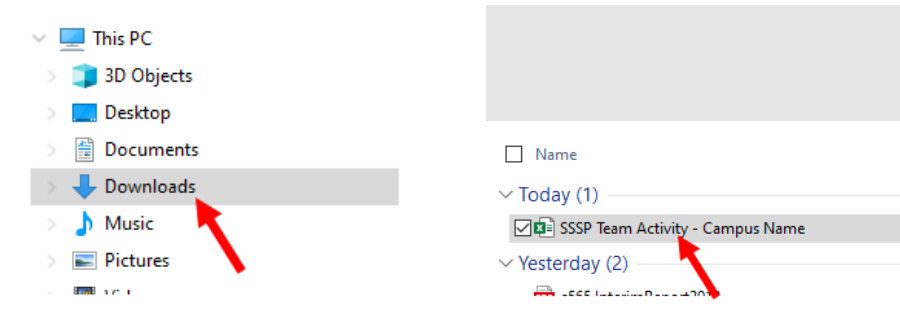 This PC
3D Objects
Desktop
Documents
Downloads
Music
Pictures
Name
Today (1)
SSSP Team Activity - Campus Name
Yesterday (2)